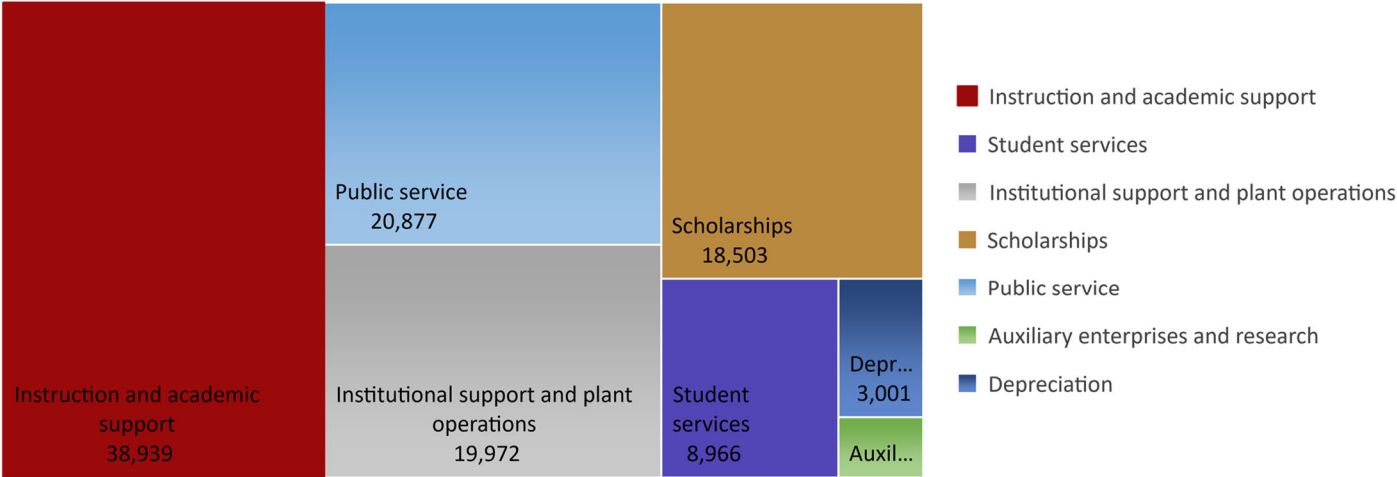 Instruction and academic
support
38,939
Public service
20,877
Institutional support and plant
operations
19,972
Scholarships
18,503
Student
services
8,966
Depr...
3,001
Auxil...
Instruction and academic support
Student services
Institutional support and plant operations
Scholarships
Public service
Auxiliary enterprises and research
Depreciation